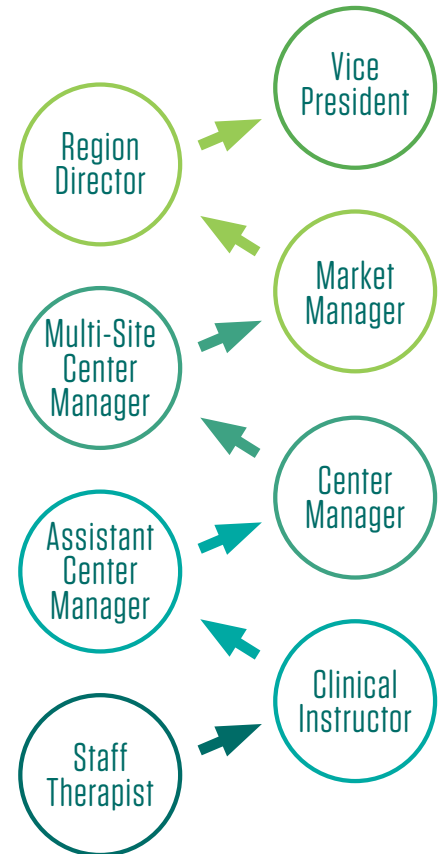 Vice
President
Region
Director
Market
Manager
Multi-Site
Center
Manager
Center
Manager
Assistant
Center
Manager
Clinical
Instructor
Staff
Therapist